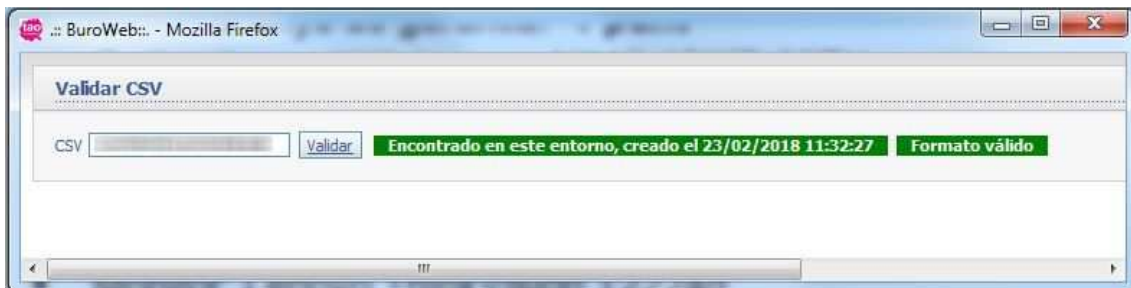 tao .:: BuroWeb::. - Mozilla Firefox
Validar CSV
CSV Validar Encontrado en este entorno, creado el 23/02/2018 11:32:27 Formato válido